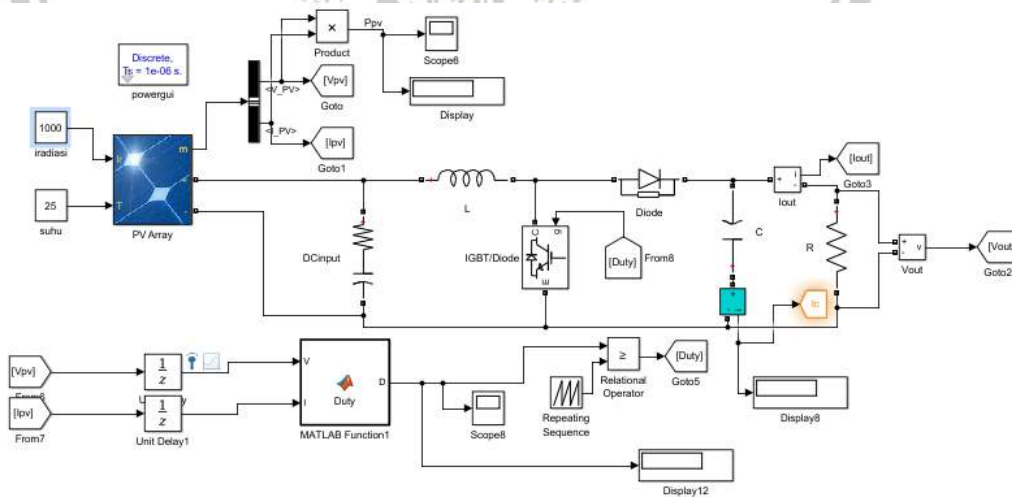 Discrete,
Ts = 1e-06 s.
powergui
×
Product
Ppv
Scope6
Display
<V_PV>
[Vpv]
Goto
<I_PV>
[Ipv]
Goto1
1000
iradiasi
25
suhu
Ir
T
m
+
-
PV Array
DCinput
L
C
g
E
IGBT/Diode
[Duty]
From8
Diode
C
+
i
-
Iout
[Iout]
Goto3
R
+
-
v
Vout
[Vout]
Goto2
Ic
Display8
[Vpv]
[Ipv]
From7
1
z
1
z
Unit Delay1
V
I
D
Duty
MATLAB Function1
Scope8
≥
Relational
Operator
[Duty]
Goto5
Repeating
Sequence
Display12